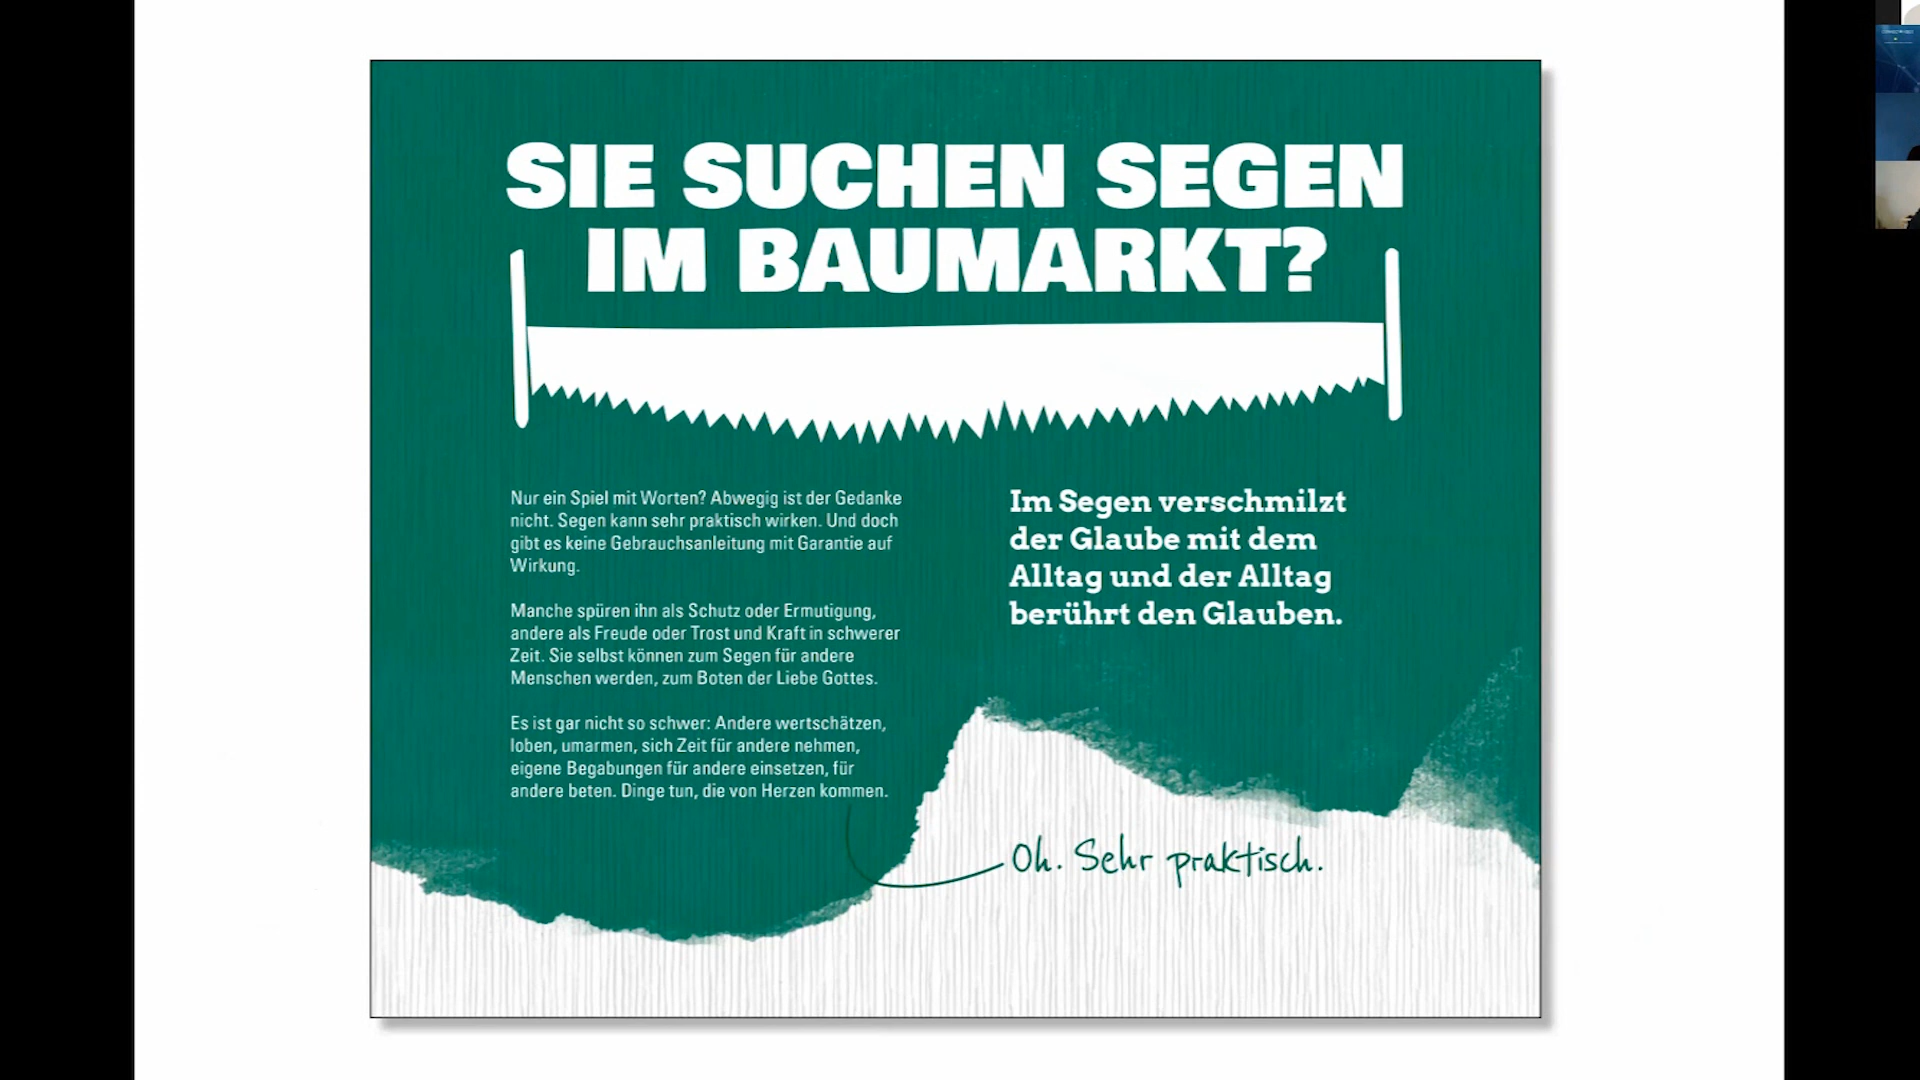 SIE SUCHEN SEGEN
IM BAUMARKT?
Nur ein Spiel mit Worten? Abwegig ist der Gedanke
nicht. Segen kann sehr praktisch wirken. Und doch
gibt es keine Gebrauchsanleitung mit Garantie auf
Wirkung.
Manche spüren ihn als Schutz oder Ermutigung,
andere als Freude oder Trost und Kraft in schwerer
Zeit. Sie selbst können zum Segen für andere
Menschen werden, zum Boten der Liebe Gottes.
Es ist gar nicht so schwer: Andere wertschätzen,
loben, umarmen, sich Zeit für andere nehmen,
eigene Begabungen für andere einsetzen, für
andere beten. Dinge tun, die von Herzen kommen.
Im Segen verschmilzt
der Glaube mit dem
Alltag und der Alltag
berührt den Glauben.
Oh. Sehr praktisch.